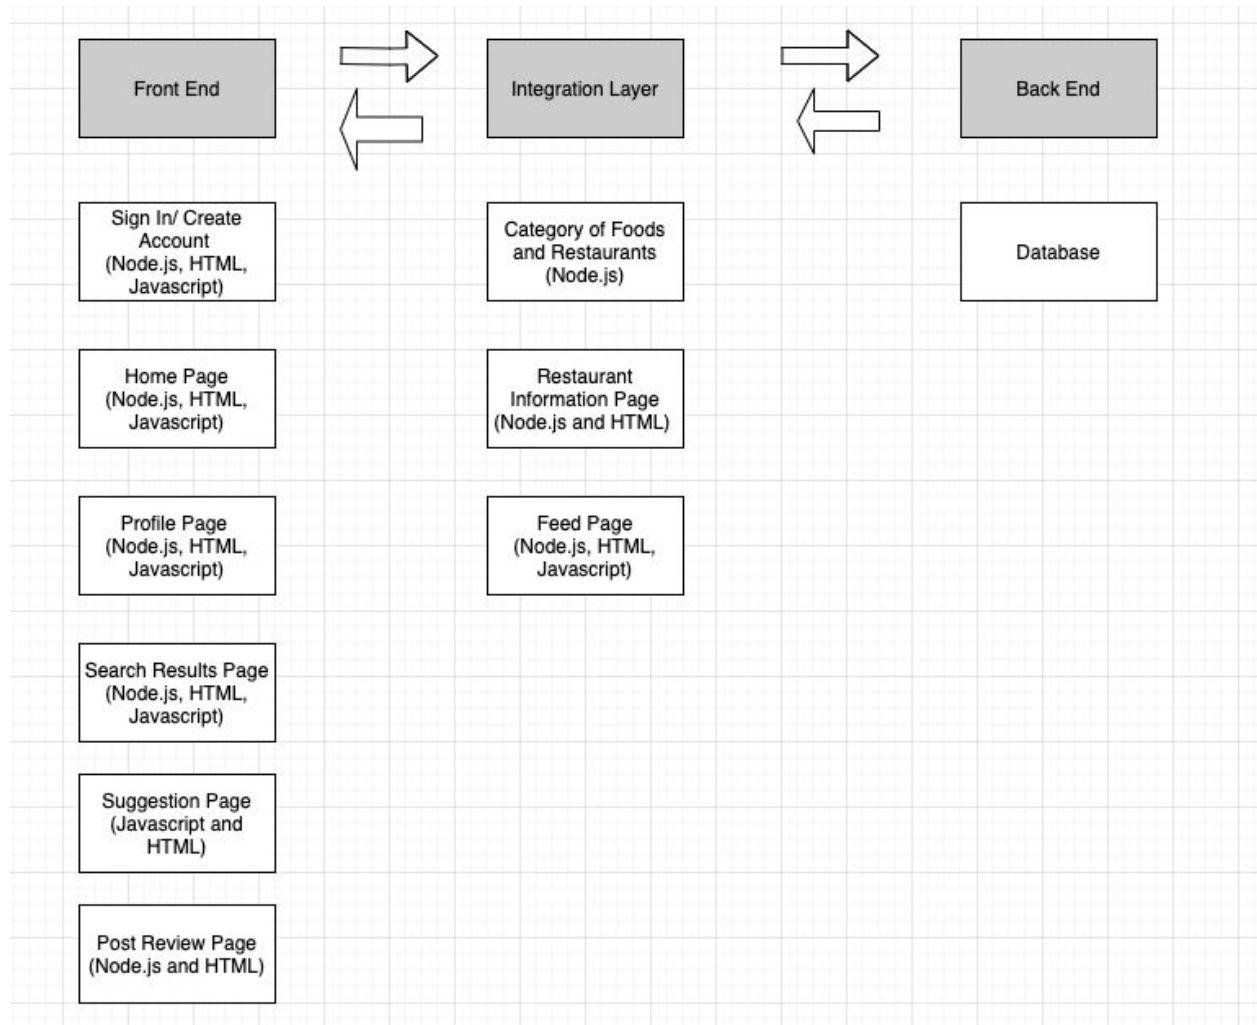 Front End
Integration Layer
Back End
Sign In/ Create
Account
(Node.js, HTML,
Javascript)
Category of Foods
and Restaurants
(Node.js)
Database
Home Page
(Node.js, HTML,
Javascript)
Restaurant
Information Page
(Node.js and HTML)
Profile Page
(Node.js, HTML,
Javascript)
Feed Page
(Node.js, HTML,
Javascript)
Search Results Page
(Node.js, HTML,
Javascript)
Suggestion Page
(Javascript and
HTML)
Post Review Page
(Node.js and HTML)